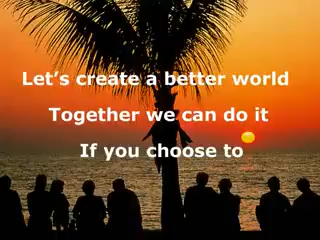 Let's create a better world
Together we can do it
If you choose to